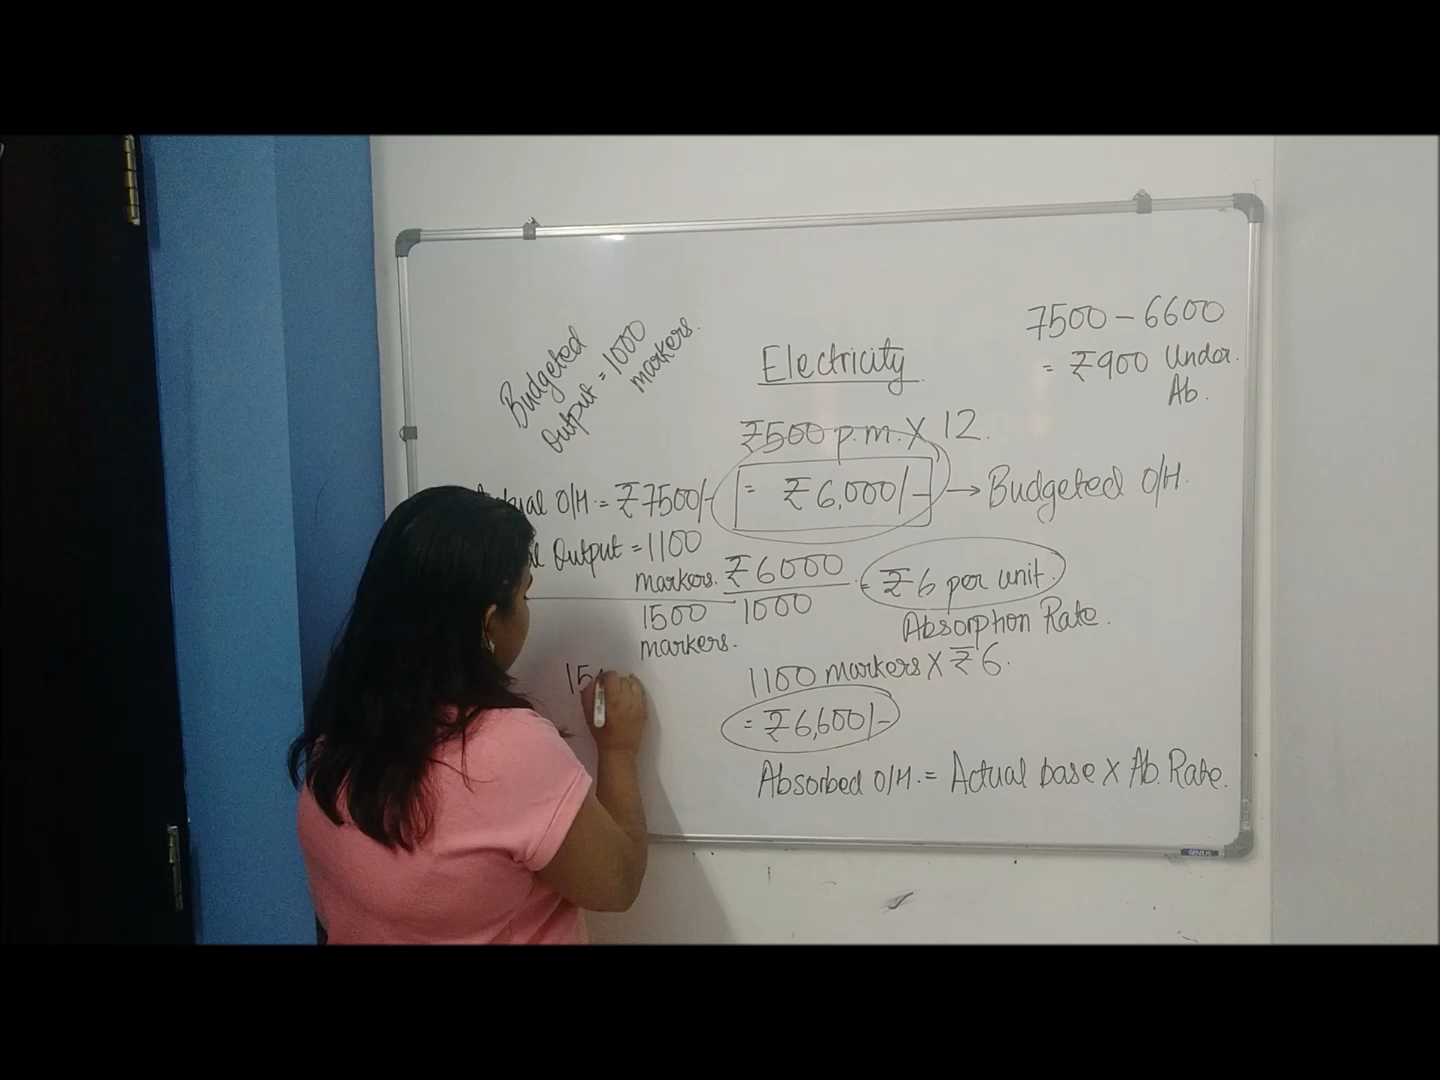 7500 – 6600
= ₹900 Under
Ab.
Budgeted
Output = 1000
markers.
Electricity
₹500 p.m. X 12.
= ₹6,000/- → Budgeted O/H.
O/H = ₹7500/-
Output = 1100
markers.
₹6000
1000
= ₹6 per unit.
Absorption Rate.
1500
markers.
15
1100 markers X ₹6.
= ₹6,600/-
Absorbed O/H. = Actual base X Ab. Rate.